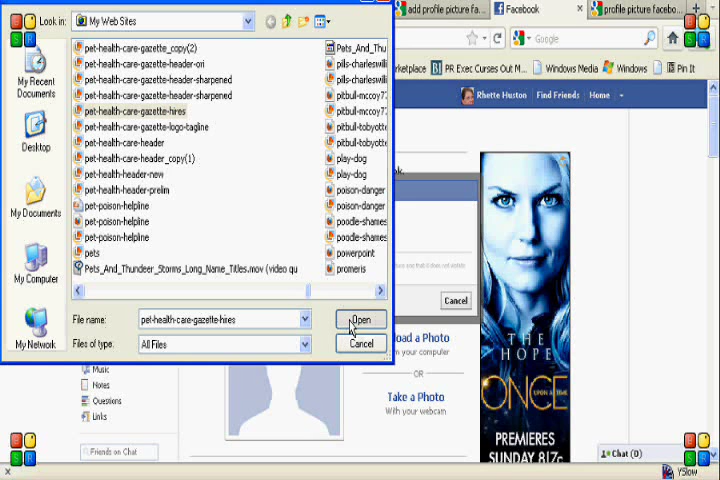 Look in:
My Web Sites
add profile picture fa...
Facebook
profile picture facebo...
Google
ketplace
PR Exec Curses Out M...
Windows Media
Windows
Pin It
Rhette Huston
Find Friends
Home
My Recent
Documents
Desktop
My Documents
My Computer
My Network
pet-health-care-gazette_copy(2)
pet-health-care-gazette-header-ori
pet-health-care-gazette-header-sharpened
pet-health-care-gazette-header-sharpened
pet-health-care-gazette-hires
pet-health-care-gazette-logo-tagline
pet-health-care-header
pet-health-care-header_copy(1)
pet-health-header-new
pet-health-header-prelim
pet-poison-helpline
pet-poison-helpline
pet-poison-helpline
pets
Pets_And_Thundeer_Storms_Long_Name_Titles.mov (video qu
Pets_And_Thu
pills-charleswilli
pills-charleswilli
pitbull-mccoy77
pitbull-mccoy77
pitbull-tobyotte
pitbull-tobyotte
play-dog
play-dog
poison-danger
poison-danger
poodle-shames
poodle-shames
powerpoint
promeris
ok.
Cancel
File name:
pet-health-care-gazette-hires
Open
Files of type:
All Files
Cancel
load a Photo
m your computer
OR
Take a Photo
With your webcam
Music
Notes
Questions
Links
Friends on Chat
THE
HOPE
ONCE
UPON A TIME
PREMIERES
SUNDAY 8|7c
Chat (0)
YSlow